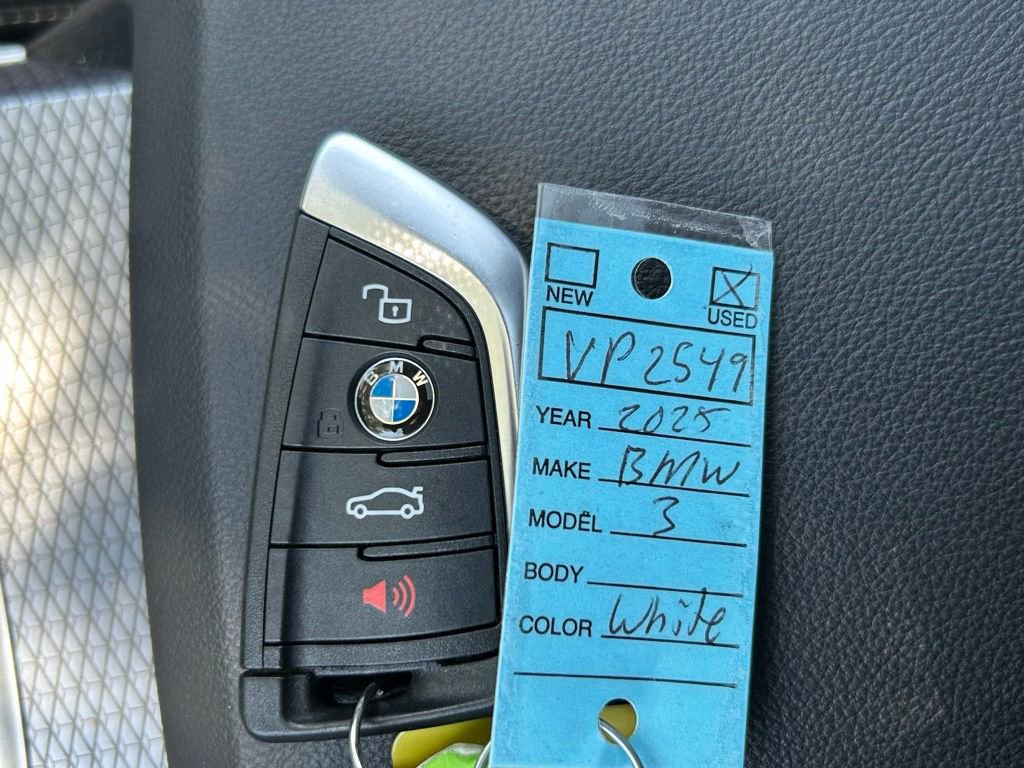 BMW
NEW USED
VP2549
YEAR 2025
MAKE BMW
MODEL 3
BODY
COLOR White